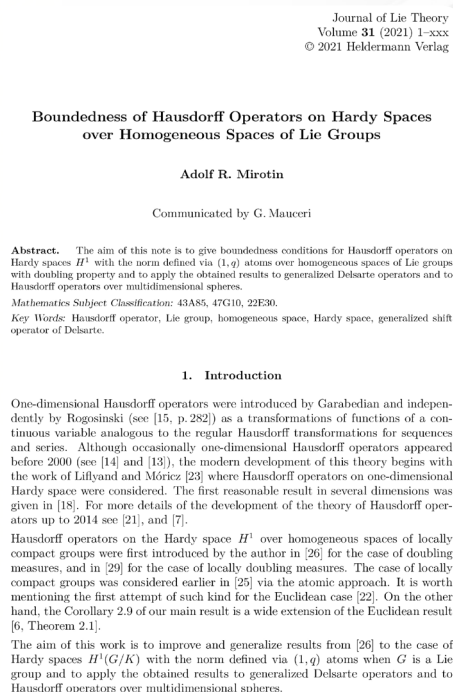 Journal of Lie Theory
Volume 31 (2021) 1–xxx
© 2021 Heldermann Verlag
Boundedness of Hausdorff Operators on Hardy Spaces
over Homogeneous Spaces of Lie Groups
Adolf R. Mirotin
Communicated by G. Mauceri
Abstract. The aim of this note is to give boundedness conditions for Hausdorff operators on
Hardy spaces H¹ with the norm defined via (1, q) atoms over homogeneous spaces of Lie groups
with doubling property and to apply the obtained results to generalized Delsarte operators and to
Hausdorff operators over multidimensional spheres.
Mathematics Subject Classification: 43A85, 47G10, 22E30.
Key Words: Hausdorff operator, Lie group, homogeneous space, Hardy space, generalized shift
operator of Delsarte.
1. Introduction
One-dimensional Hausdorff operators were introduced by Garabedian and indepen-
dently by Rogosinski (see [15, p. 282]) as a transformations of functions of a con-
tinuous variable analogous to the regular Hausdorff transformations for sequences
and series. Although occasionally one-dimensional Hausdorff operators appeared
before 2000 (see [14] and [13]), the modern development of this theory begins with
the work of Liflyand and Móricz [23] where Hausdorff operators on one-dimensional
Hardy space were considered. The first reasonable result in several dimensions was
given in [18]. For more details of the development of the theory of Hausdorff oper-
ators up to 2014 see [21], and [7].
Hausdorff operators on the Hardy space H¹ over homogeneous spaces of locally
compact groups were first introduced by the author in [26] for the case of doubling
measures, and in [29] for the case of locally doubling measures. The case of locally
compact groups was considered earlier in [25] via the atomic approach. It is worth
mentioning the first attempt of such kind for the Euclidean case [22]. On the other
hand, the Corollary 2.9 of our main result is a wide extension of the Euclidean result
[6, Theorem 2.1].
The aim of this work is to improve and generalize results from [26] to the case of
Hardy spaces H¹(G/K) with the norm defined via (1, q) atoms when G is a Lie
group and to apply the obtained results to generalized Delsarte operators and to
Hausdorff operators over multidimensional spheres.